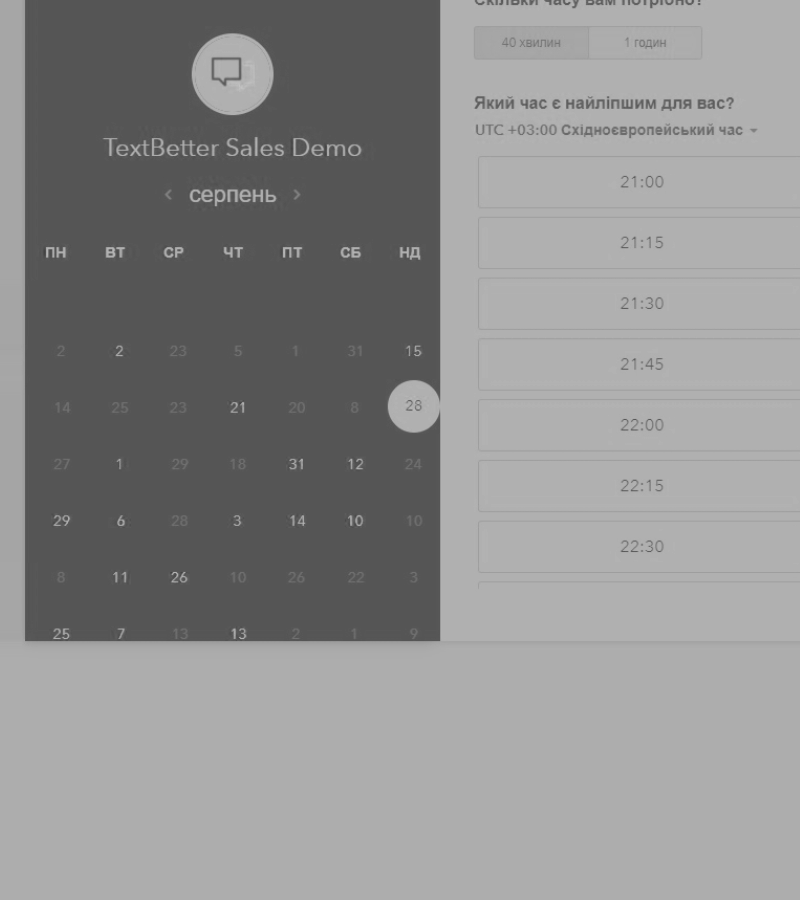 TextBetter Sales Demo
серпень
ПН ВТ СР ЧТ ПТ СБ НД
2 2 23 5 1 31 15
14 25 23 21 20 8 28
27 1 29 18 31 12 24
29 6 28 3 14 10 10
8 11 26 10 26 22 3
25 7 13 13 2 1 9
Скільки часу вам потрібно?
40 хвилин 1 годин
Який час є найліпшим для вас?
UTC +03:00 Східноєвропейський час
21:00
21:15
21:30
21:45
22:00
22:15
22:30